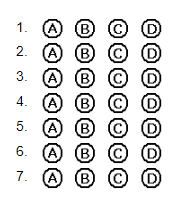 1. A B C D
2. A B C D
3. A B C D
4. A B C D
5. A B C D
6. A B C D
7. A B C D